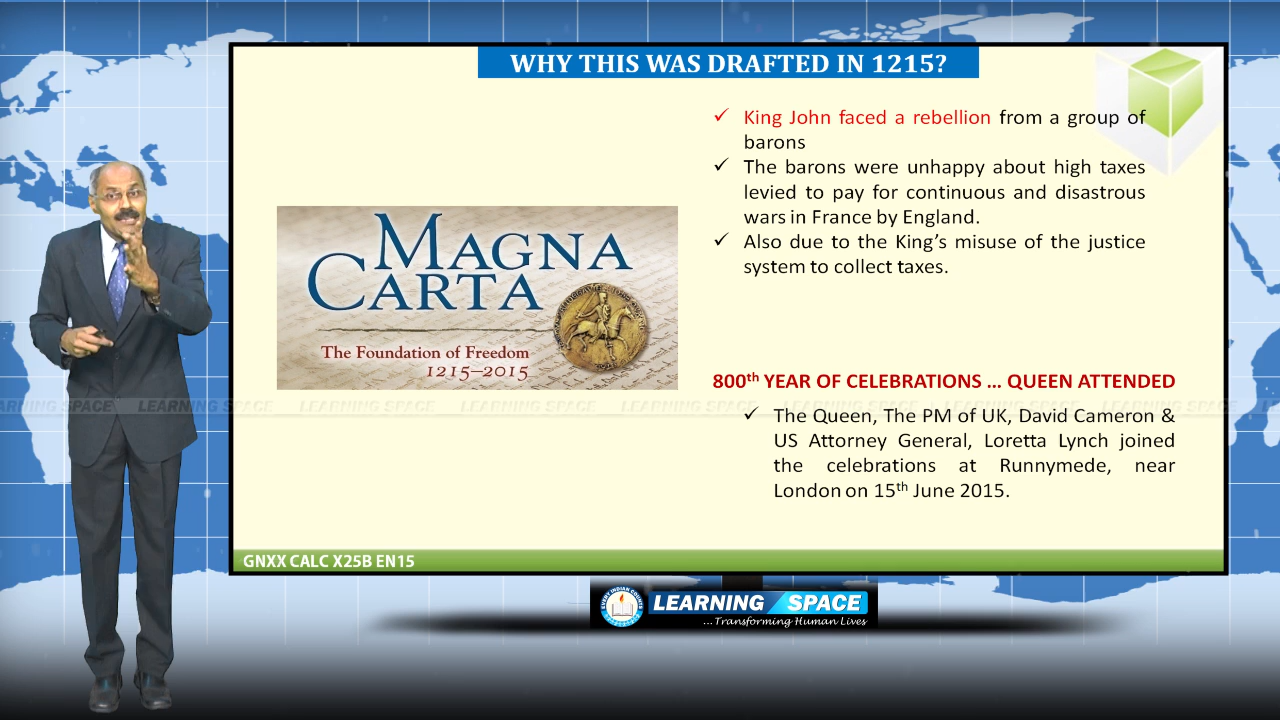 WHY THIS WAS DRAFTED IN 1215?
✓ King John faced a rebellion from a group of
barons
✓ The barons were unhappy about high taxes
levied to pay for continuous and disastrous
wars in France by England.
✓ Also due to the King's misuse of the justice
system to collect taxes.
MAGNA
CARTA
The Foundation of Freedom
1215–2015
800th YEAR OF CELEBRATIONS ... QUEEN ATTENDED
ARNING SPACE LEARNING SPACE LEARNING SPACE LEARNING SPACE LEARNING SPACE LEARNING SPACE LEARNING SPACE LEARNING SPACE
✓ The Queen, The PM of UK, David Cameron &
US Attorney General, Loretta Lynch joined
the celebrations at Runnymede, near
London on 15th June 2015.
GNXX CALC X25B EN15
LEARNING SPACE
...Transforming Human Lives